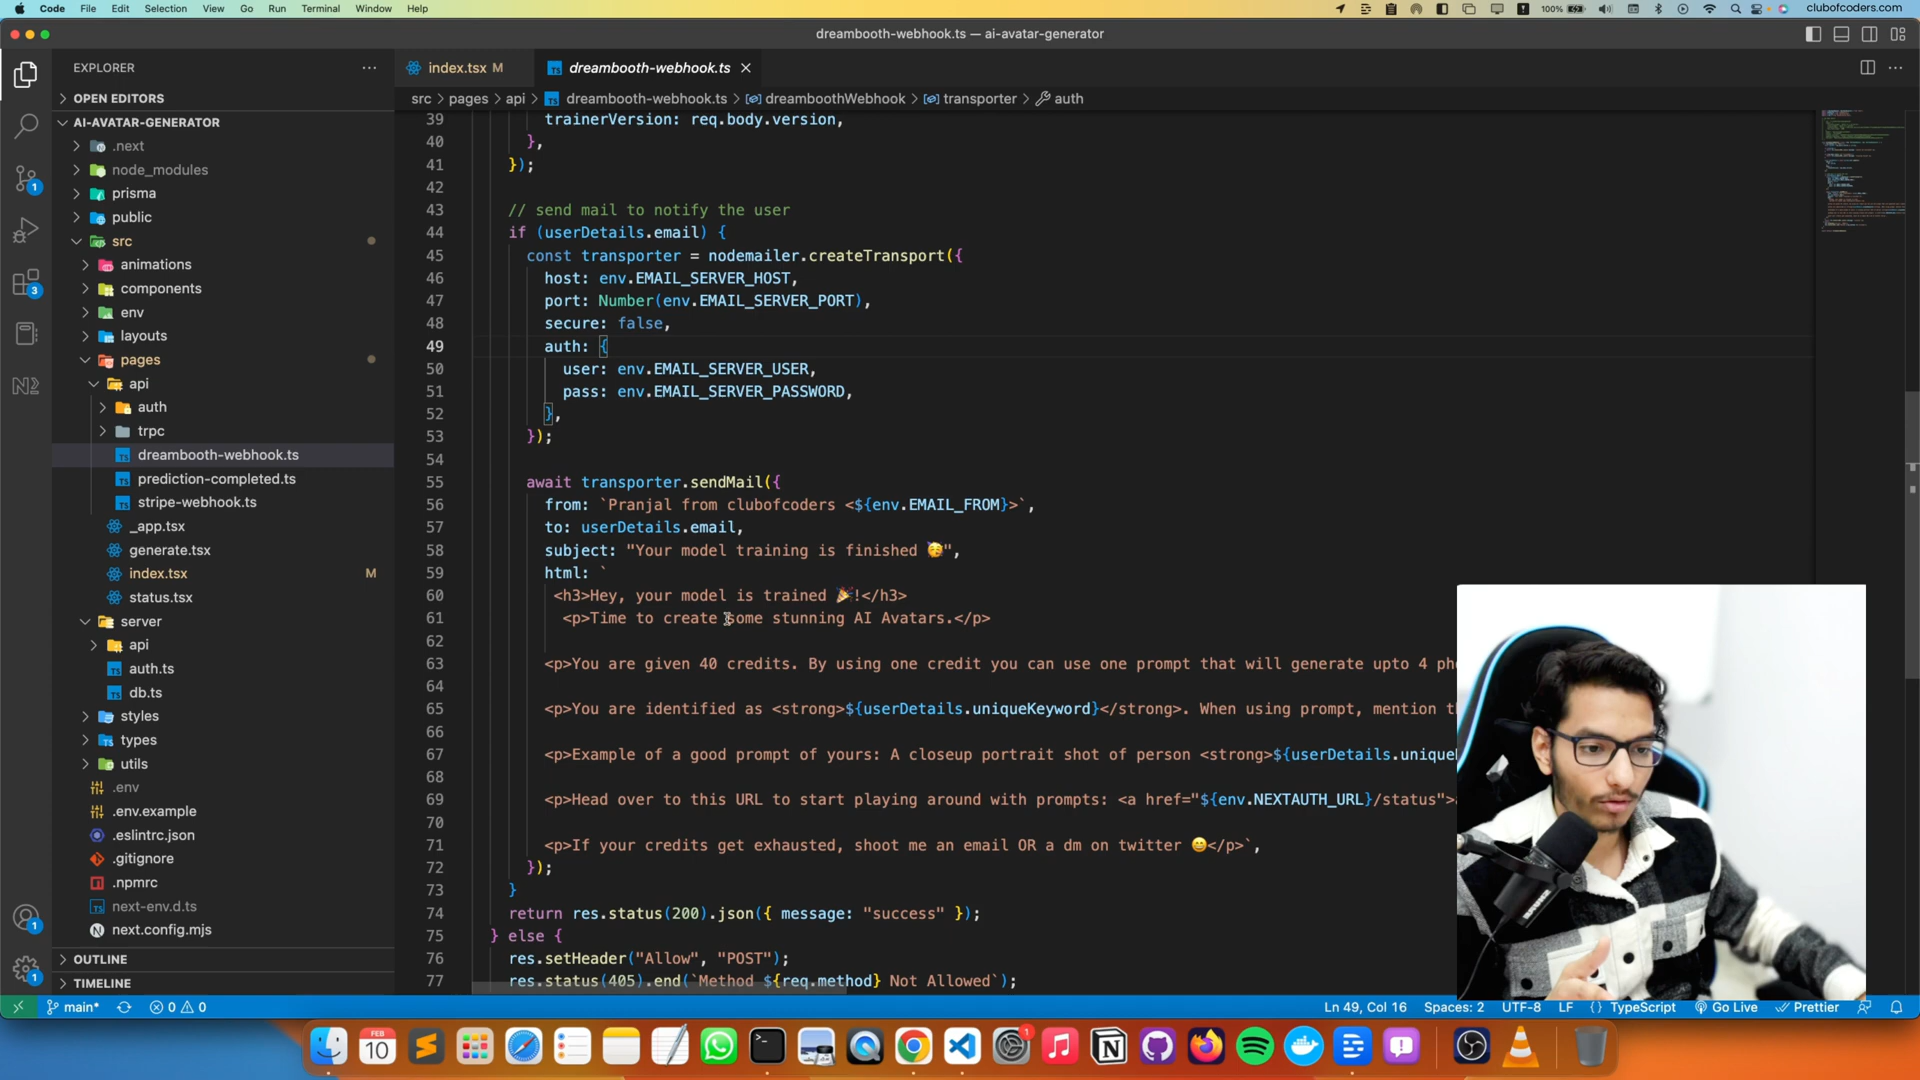 Code File Edit Selection View Go Run Terminal Window Help 100% clubofcoders.com
dreambooth-webhook.ts — ai-avatar-generator
EXPLORER
OPEN EDITORS
AI-AVATAR-GENERATOR
.next
node_modules
prisma
public
src
animations
components
env
layouts
pages
api
auth
trpc
dreambooth-webhook.ts
prediction-completed.ts
stripe-webhook.ts
_app.tsx
generate.tsx
index.tsx M
status.tsx
server
api
auth.ts
db.ts
styles
types
utils
.env
.env.example
.eslintrc.json
.gitignore
.npmrc
next-env.d.ts
next.config.mjs
OUTLINE
TIMELINE
1
3
1
1
index.tsx M
dreambooth-webhook.ts
src > pages > api > dreambooth-webhook.ts > dreamboothWebhook > transporter > auth
39 trainerVersion: req.body.version,
40 },
41 });
42
43 // send mail to notify the user
44 if (userDetails.email) {
45 const transporter = nodemailer.createTransport({
46 host: env.EMAIL_SERVER_HOST,
47 port: Number(env.EMAIL_SERVER_PORT),
48 secure: false,
49 auth: {
50 user: env.EMAIL_SERVER_USER,
51 pass: env.EMAIL_SERVER_PASSWORD,
52 },
53 });
54
55 await transporter.sendMail({
56 from: `Pranjal from clubofcoders <${env.EMAIL_FROM}>`,
57 to: userDetails.email,
58 subject: "Your model training is finished 🥳",
59 html: `
60 <h3>Hey, your model is trained 🎉!</h3>
61 <p>Time to create some stunning AI Avatars.</p>
62
63 <p>You are given 40 credits. By using one credit you can use one prompt that will generate upto 4
64
65 <p>You are identified as <strong>${userDetails.uniqueKeyword}</strong>. When using prompt, mention
66
67 <p>Example of a good prompt of yours: A closeup portrait shot of person <strong>${userDetails.
68
69 <p>Head over to this URL to start playing around with prompts: <a href="${env.NEXTAUTH_URL}/status">
70
71 <p>If your credits get exhausted, shoot me an email OR a dm on twitter 😄</p>`,
72 });
73 }
74 return res.status(200).json({ message: "success" });
75 } else {
76 res.setHeader("Allow", "POST");
77 res.status(405).end(`Method ${req.method} Not Allowed`);
main* 0 0 Ln 49, Col 16 Spaces: 2 UTF-8 LF {} TypeScript Go Live Prettier
FEB
10
1